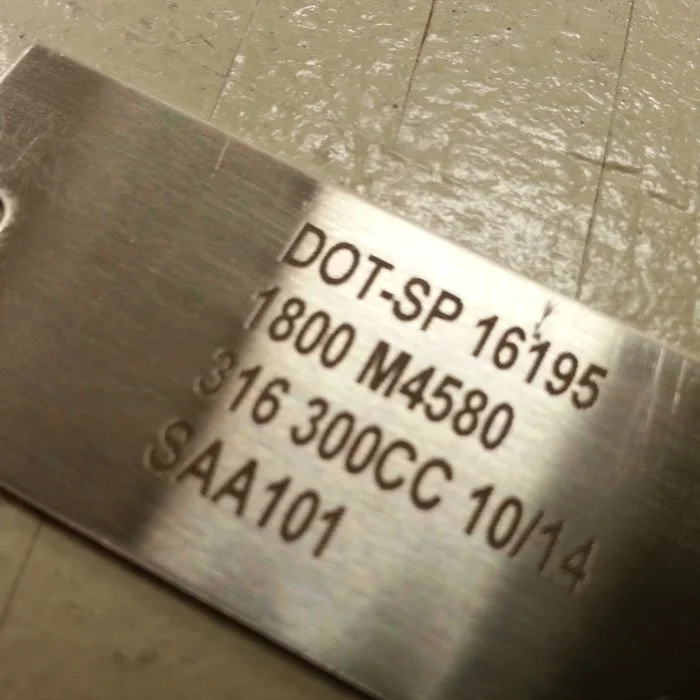 DOT-SP 16195
1800 M4580
316 300CC 10/14
SAA101